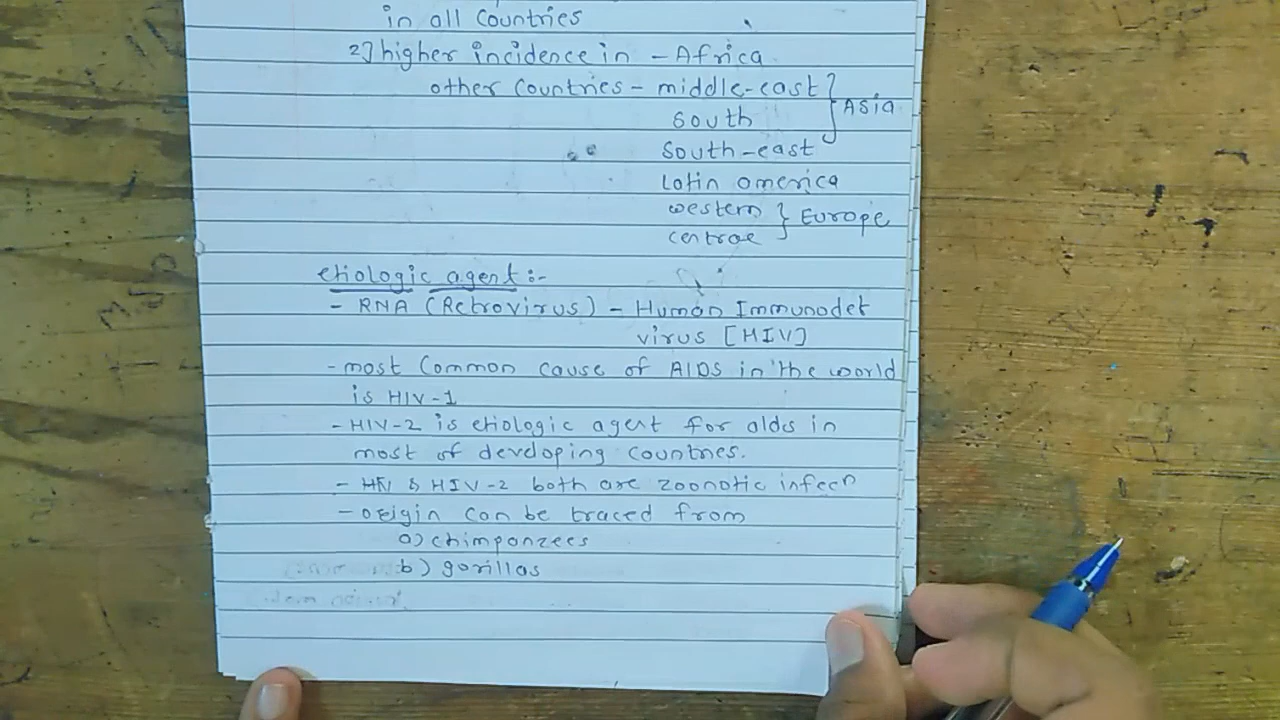 in all Countries
2] higher incidence in - Africa
other Countries - middle-east } Asia
South
South-east
Latin america
western } Europe
central
etiologic agent :-
- RNA (Retrovirus) - Human Immunodef
virus [HIV]
- most Common cause of AIDS in the world
is HIV-1
- HIV-2 is etiologic agent for aids in
most of developing countries.
- & HIV-2 both are zoonotic infecn
- origin can be traced from
a) chimpanzees
b) gorillas